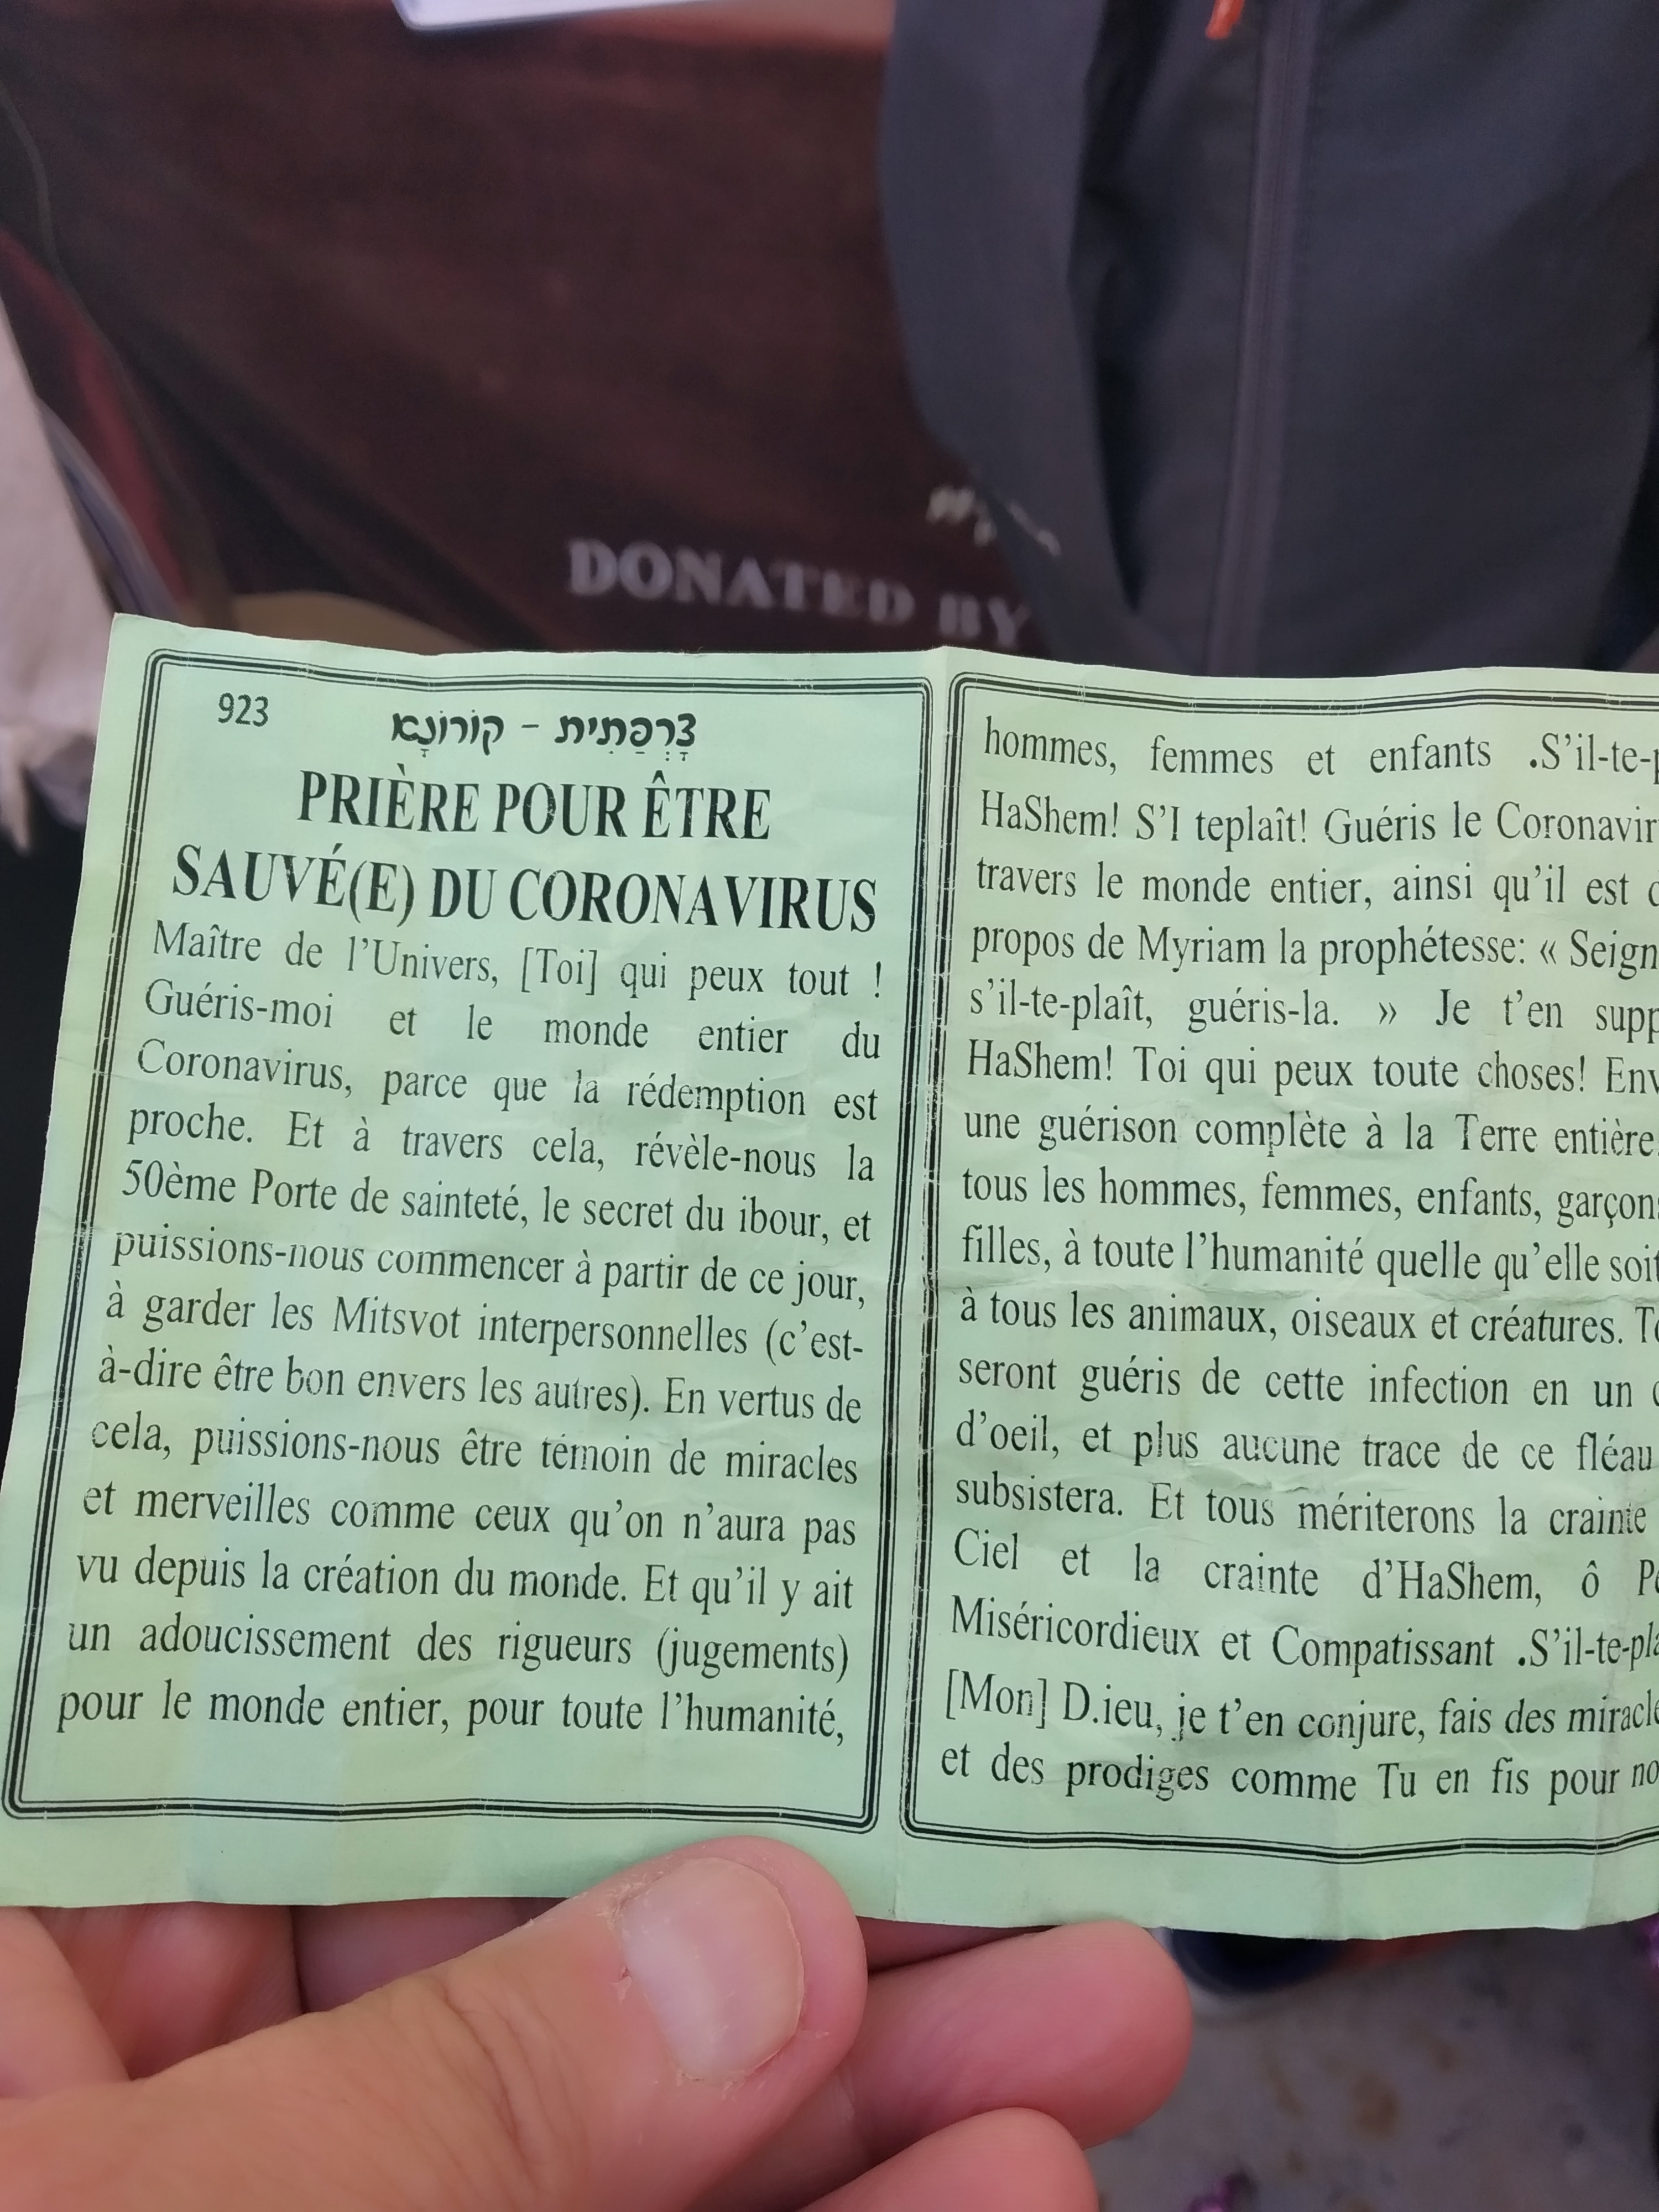 DONATED BY
923
צָרְפַתִית - קוֹרוֹנָא
PRIÈRE POUR ÊTRE
SAUVÉ(E) DU CORONAVIRUS
Maître de l'Univers, [Toi] qui peux tout !
Guéris-moi et le monde entier du
Coronavirus, parce que la rédemption est
proche. Et à travers cela, révèle-nous la
50ème Porte de sainteté, le secret du ibour, et
puissions-nous commencer à partir de ce jour,
à garder les Mitsvot interpersonnelles (c'est-
à-dire être bon envers les autres). En vertus de
cela, puissions-nous être témoin de miracles
et merveilles comme ceux qu'on n'aura pas
vu depuis la création du monde. Et qu'il y ait
un adoucissement des rigueurs (jugements)
pour le monde entier, pour toute l'humanité,
hommes, femmes et enfants .S'il-te-
HaShem! S'I teplaît! Guéris le
travers le monde entier, ainsi qu'il est
propos de Myriam la prophétesse: «
s'il-te-plaît, guéris-la. » Je t'en
HaShem! Toi qui peux toute choses!
une guérison complète à la Terre entière
tous les hommes, femmes, enfants,
filles, à toute l'humanité quelle qu'elle soit
à tous les animaux, oiseaux et créatures.
seront guéris de cette infection en un
d'oeil, et plus aucune trace de ce fléau
subsistera. Et tous mériterons la crainte
Ciel et la crainte d'HaShem, ô
Miséricordieux et Compatissant .S'il-te-
[Mon] D.ieu, je t'en conjure, fais des
et des prodiges comme Tu en fis pour